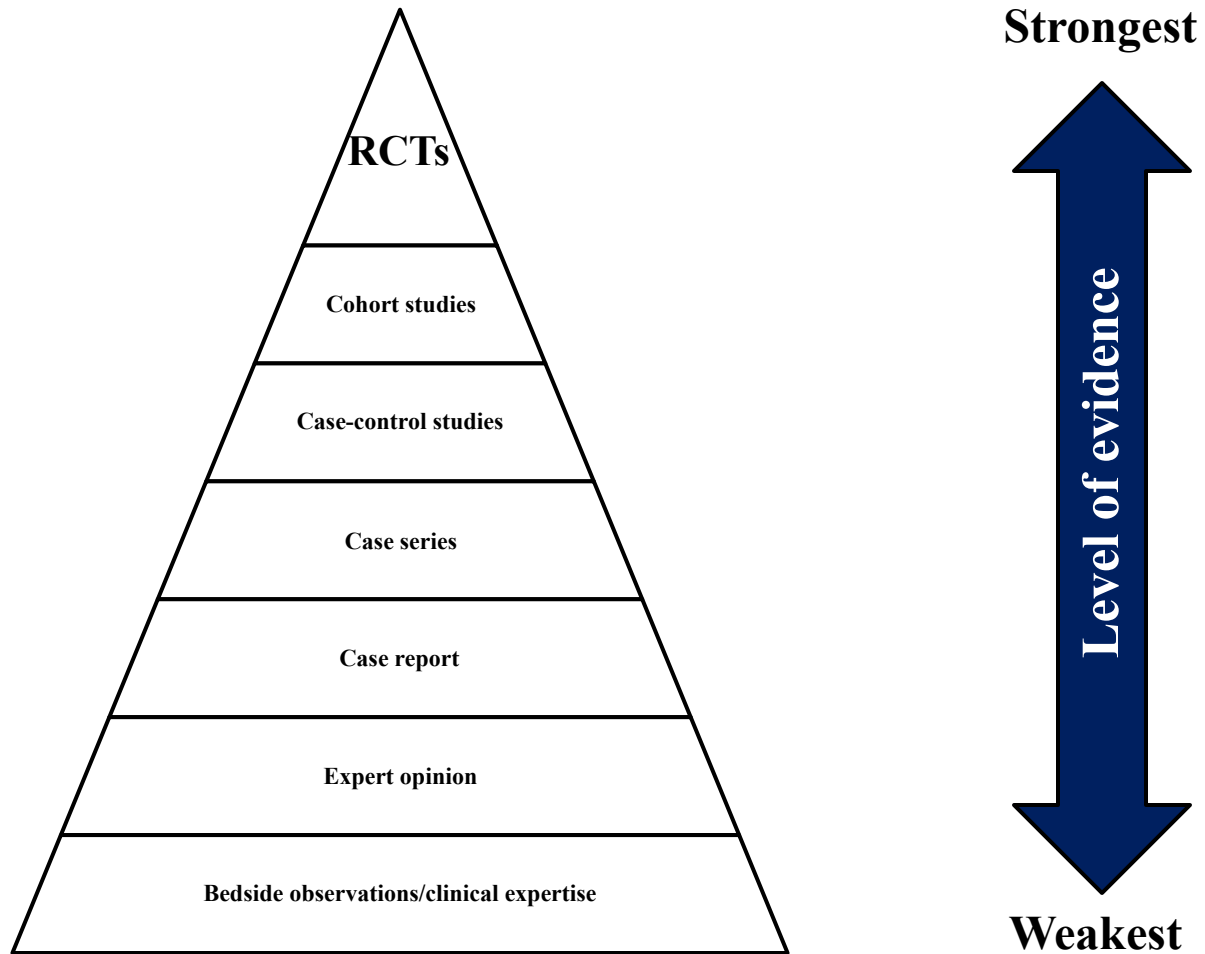 Strongest
RCTs
Cohort studies
Case-control studies
Case series
Case report
Expert opinion
Bedside observations/clinical expertise
Level of evidence
Weakest